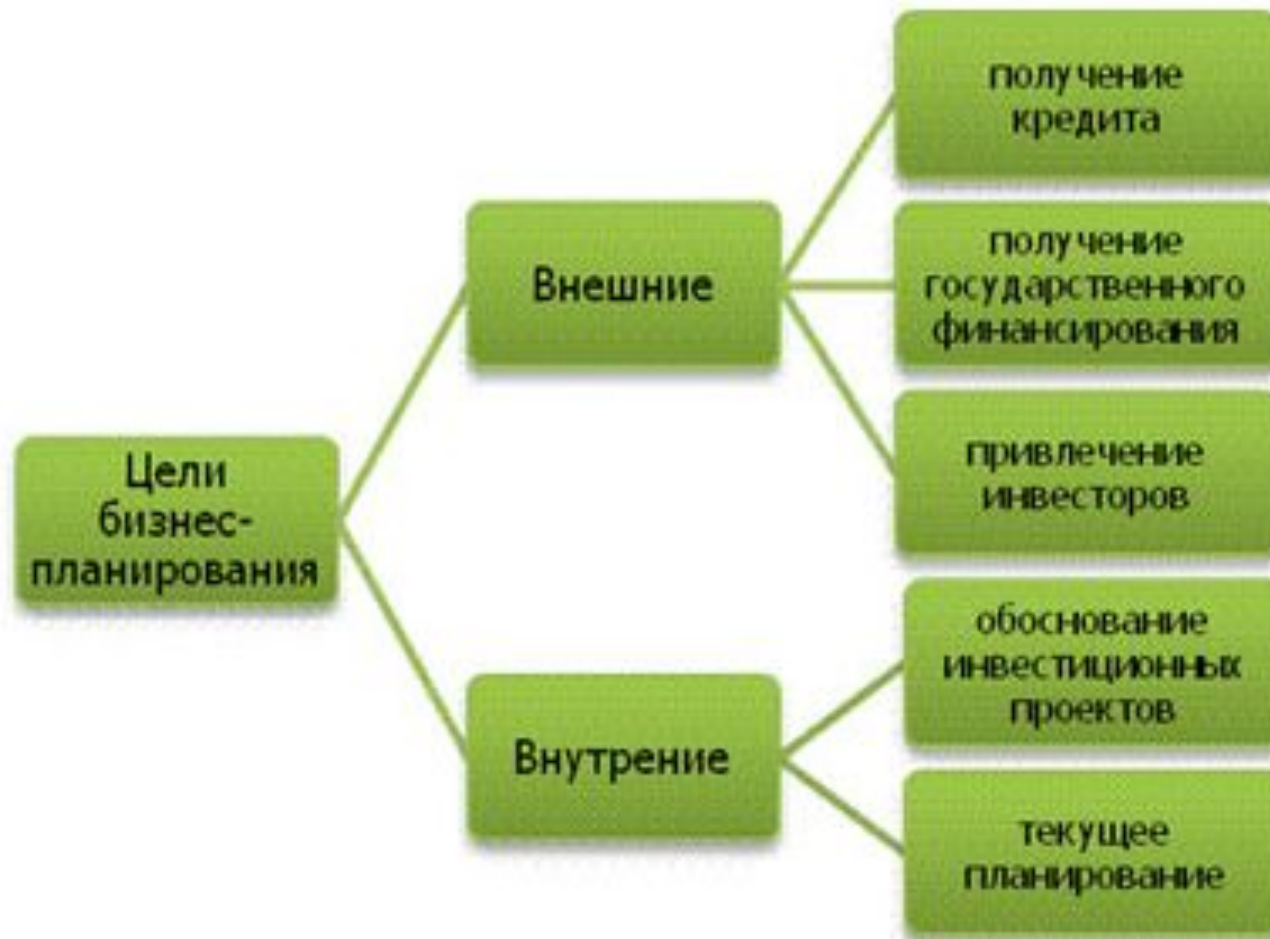 Цели
бизнес-
планирования
Внешние
получение
кредита
получение
государственного
финансирования
привлечение
инвесторов
Внутрение
обоснование
инвестиционных
проектов
текущее
планирование